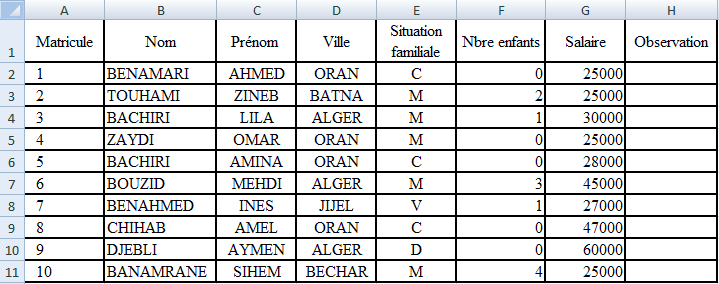 A B C D E F G H
1 Matricule Nom Prénom Ville Situation familiale Nbre enfants Salaire Observation
2 1 BENAMARI AHMED ORAN C 0 25000
3 2 TOUHAMI ZINEB BATNA M 2 25000
4 3 BACHIRI LILA ALGER M 1 30000
5 4 ZAYDI OMAR ORAN M 0 25000
6 5 BACHIRI AMINA ORAN C 0 28000
7 6 BOUZID MEHDI ALGER M 3 45000
8 7 BENAHMED INES JIJEL V 1 27000
9 8 CHIHAB AMEL ORAN C 0 47000
10 9 DJEBLI AYMEN ALGER D 0 60000
11 10 BANAMRANE SIHEM BECHAR M 4 25000